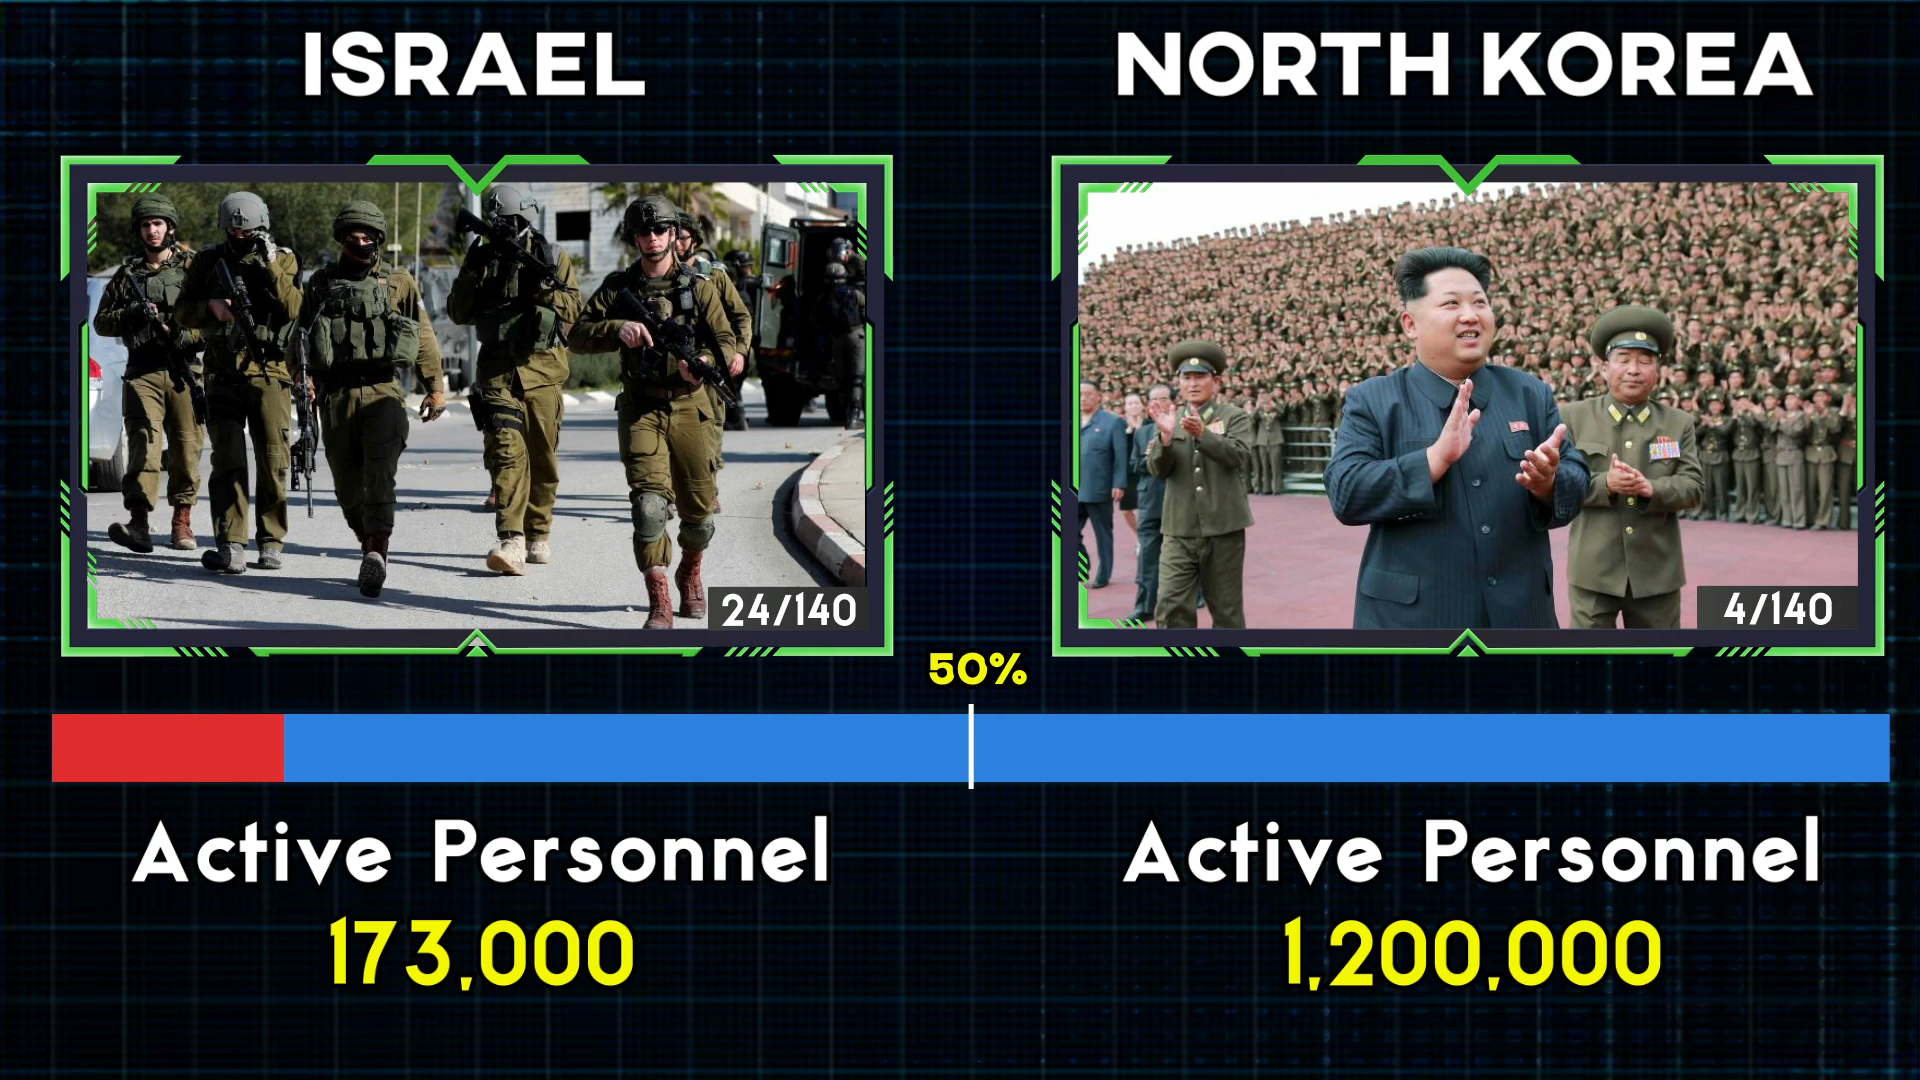 ISRAEL
NORTH KOREA
24/140
4/140
50%
Active Personnel
173,000
Active Personnel
1,200,000